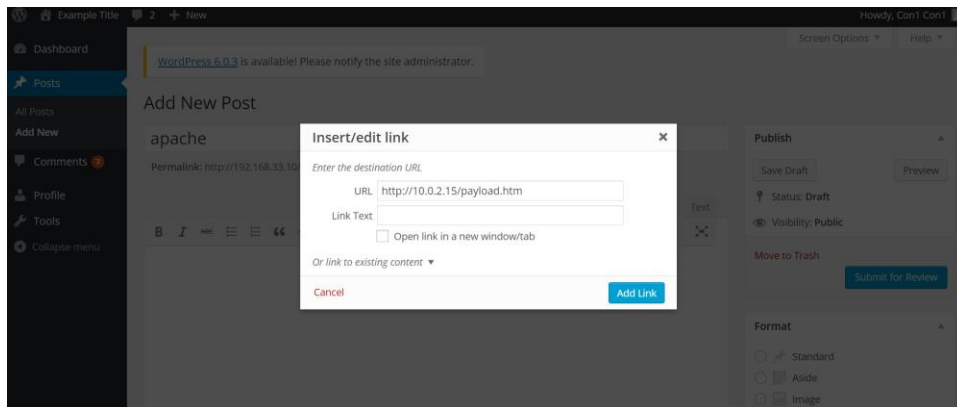 Example Title 2 + New Howdy, Con1 Con1
Screen Options Help
Dashboard
WordPress 6.0.3 is available! Please notify the site administrator.
Posts
All Posts
Add New
Comments 2
Profile
Tools
Collapse menu
Add New Post
apache
Permalink: http://192.168.33.10/
Text
B I ABC
Insert/edit link
Enter the destination URL
URL http://10.0.2.15/payload.htm
Link Text
Open link in a new window/tab
Or link to existing content
Cancel Add Link
Publish
Save Draft Preview
Status: Draft
Visibility: Public
Move to Trash
Submit for Review
Format
Standard
Aside
Image